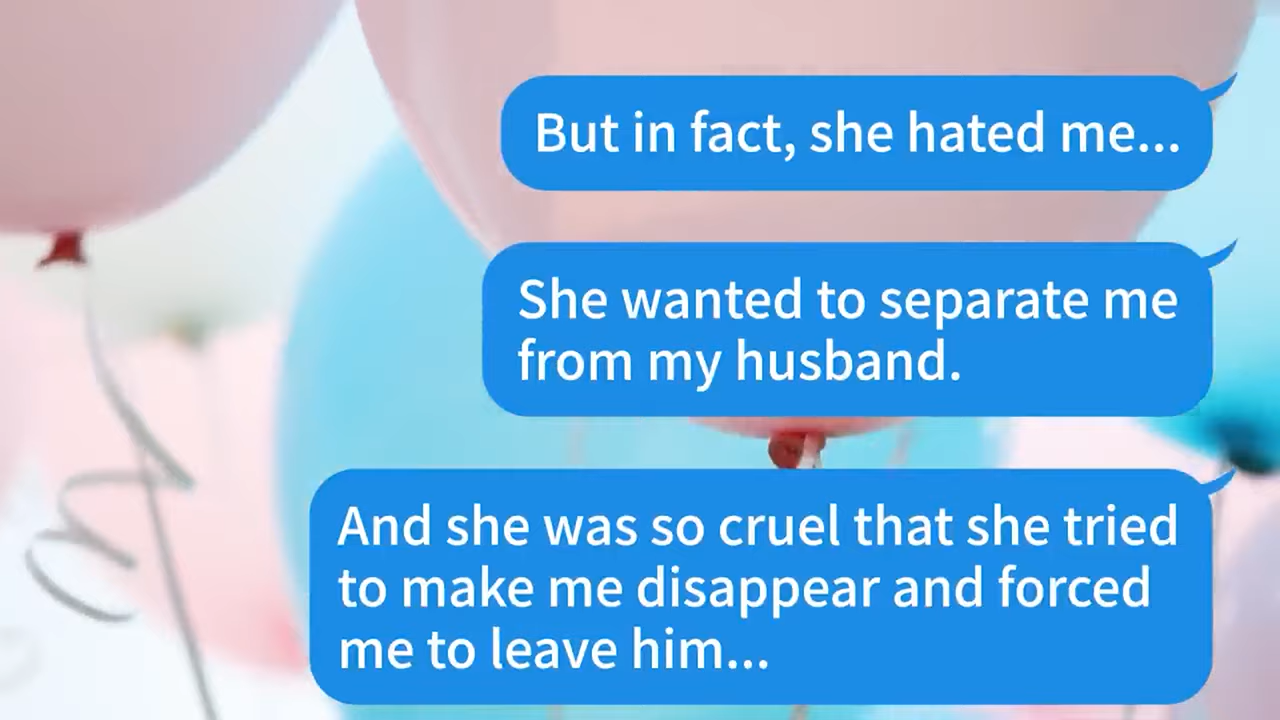 But in fact, she hated me...
She wanted to separate me
from my husband.
And she was so cruel that she tried
to make me disappear and forced
me to leave him...